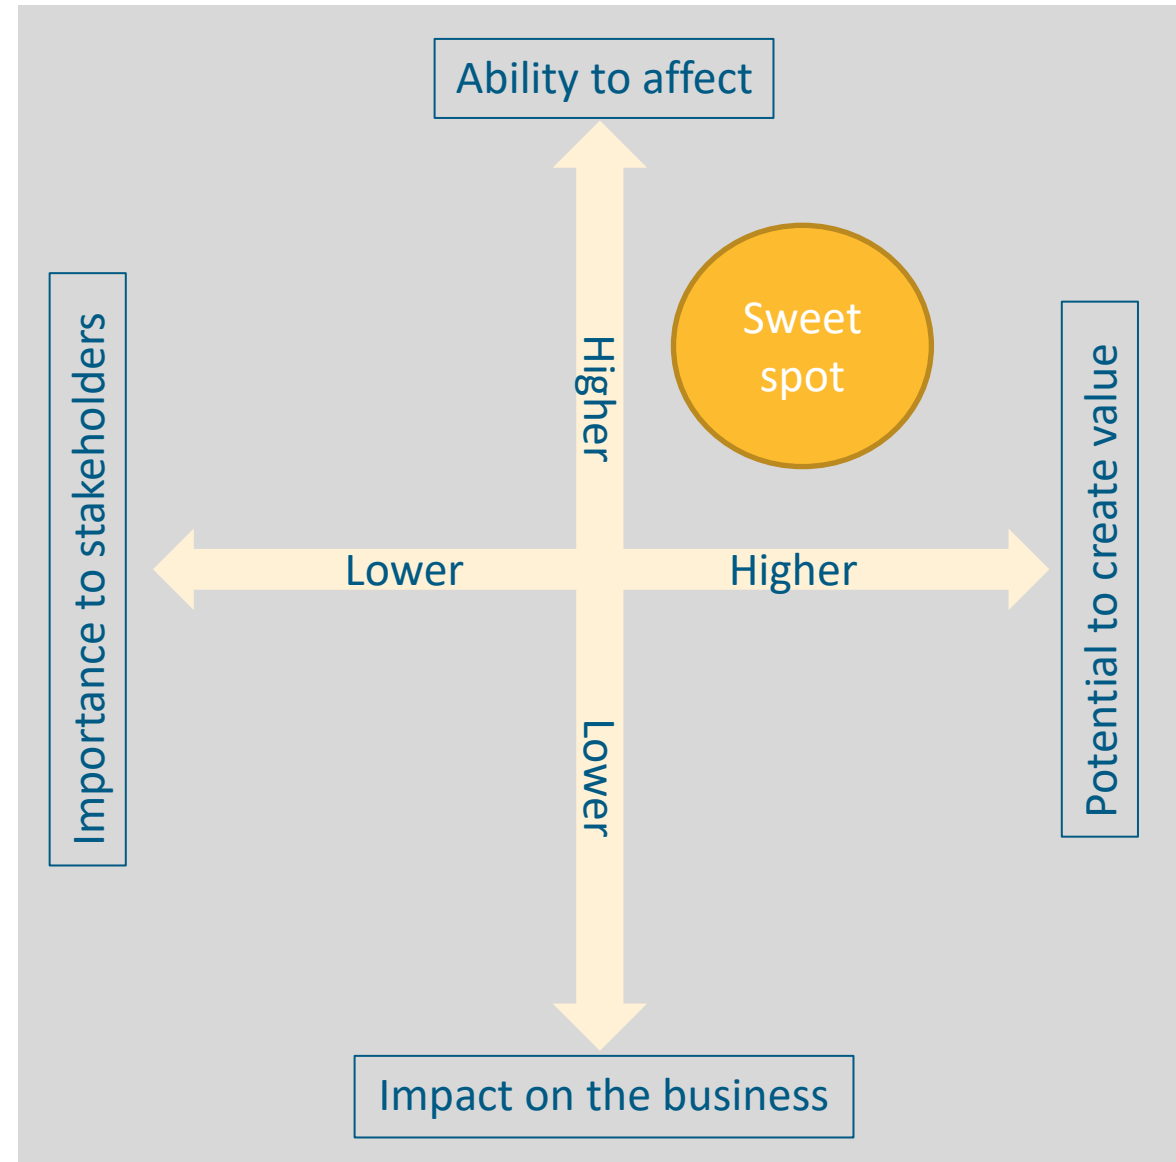 Ability to affect
Importance to stakeholders
Higher
Sweet
spot
Potential to create value
Lower
Higher
Lower
Impact on the business